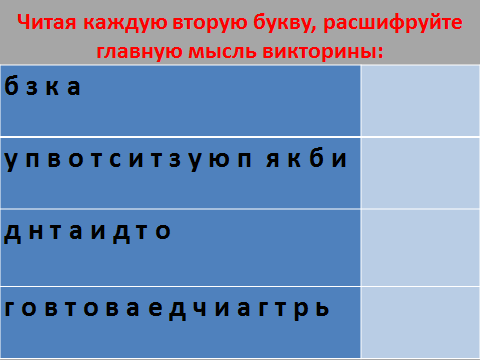 Читая каждую вторую букву, расшифруйте
главную мысль викторины:
б з к а
у п в о т с и т з у ю п я к б и
д н т а и д т о
г о в т о в а е д ч и а г т р ь